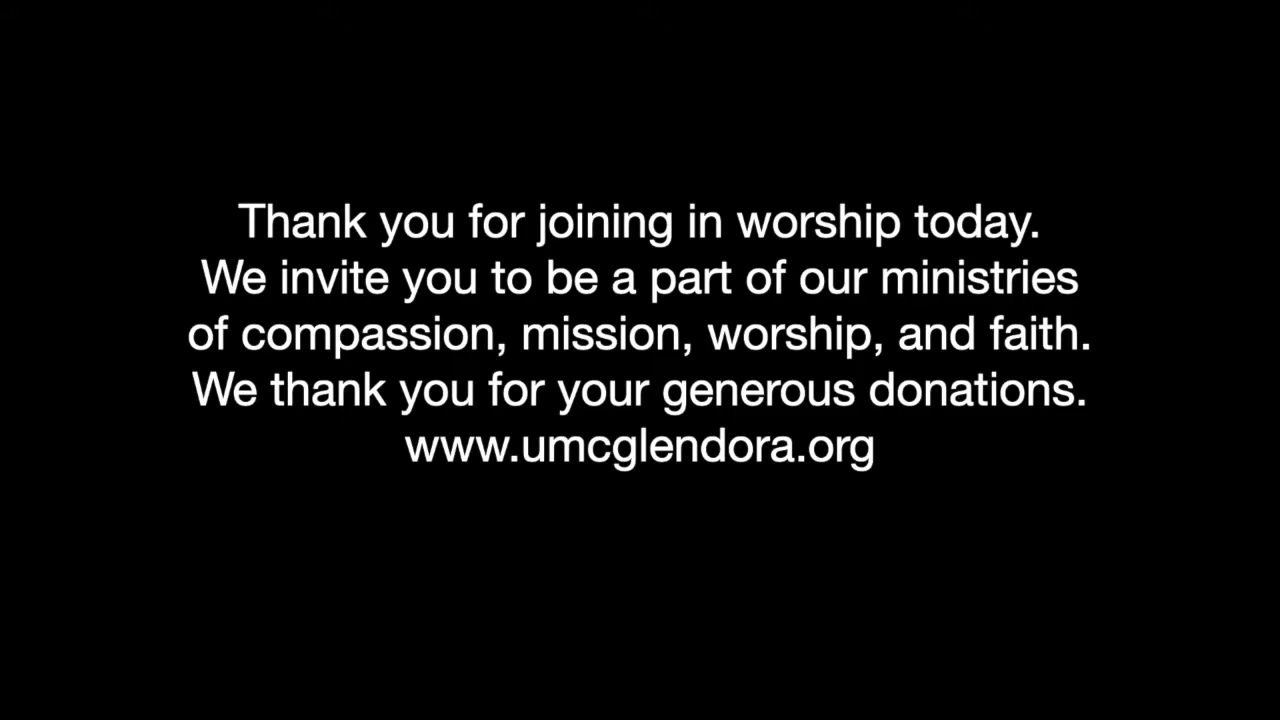 Thank you for joining in worship today.
We invite you to be a part of our ministries
of compassion, mission, worship, and faith.
We thank you for your generous donations.
www.umcglendora.org